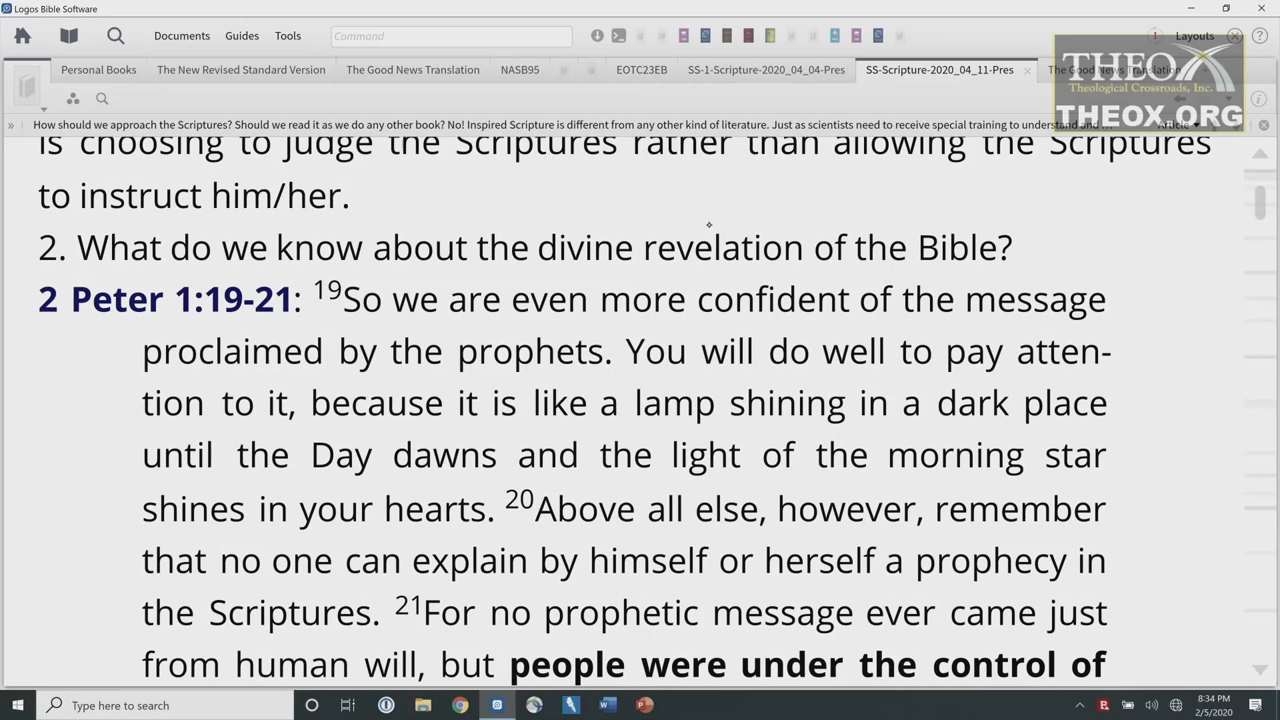 Logos Bible Software
Documents Guides Tools Command Layouts
Personal Books The New Revised Standard Version NASB95 EOTC23EB SS-1-Scripture-2020_04_04-Pres SS-Scripture-2020_04_11-Pres The Good News Translation
THEOX
Theological Crossroads, Inc.
THEOX.ORG
» How should we approach the Scriptures? Should we read it as we do any other book? No! Inspired Scripture is different from any other kind of literature. Just as scientists need to receive special training to understand and ... Article
is choosing to judge the Scriptures rather than allowing the Scriptures
to instruct him/her.
2. What do we know about the divine revelation of the Bible?
2 Peter 1:19-21: 19So we are even more confident of the message
proclaimed by the prophets. You will do well to pay atten-
tion to it, because it is like a lamp shining in a dark place
until the Day dawns and the light of the morning star
shines in your hearts. 20Above all else, however, remember
that no one can explain by himself or herself a prophecy in
the Scriptures. 21For no prophetic message ever came just
from human will, but people were under the control of
Type here to search
8:34 PM
2/5/2020